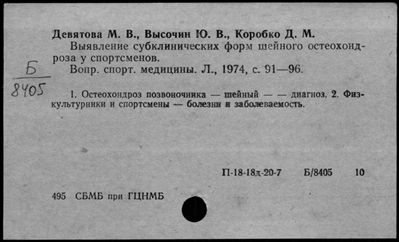 Девятова М. В., Высочин Ю. В., Коробко Д. М.
Выявление субклинических форм шейного остеохонд-
роза у спортсменов.
Вопр. спорт. медицины. Л., 1974, с. 91—96.
Б
8405
1. Остеохондроз позвоночника — шейный — — диагноз. 2. Физ-
культурники и спортсмены — болезни и заболеваемость.
П-18-18д-20-7 Б/8405 10
495 СБМБ при ГЦНМБ